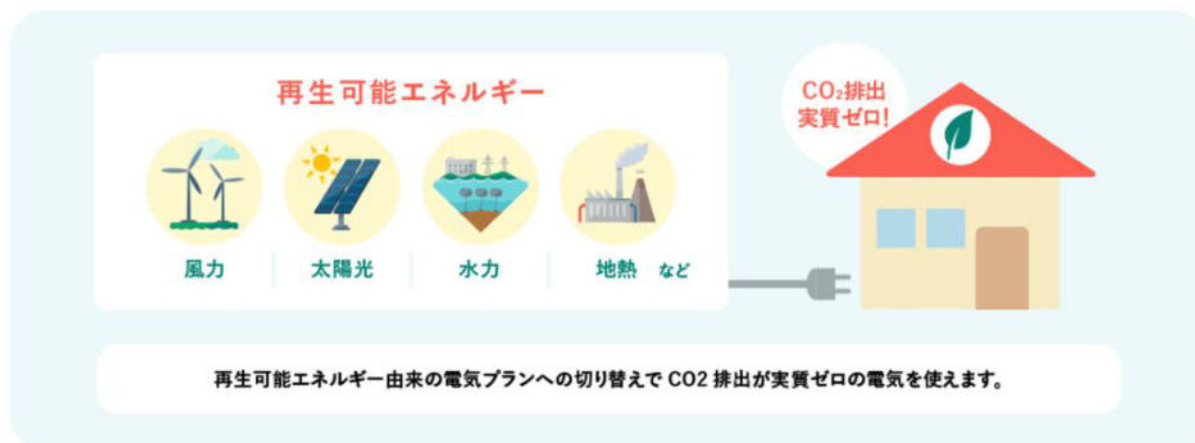 再生可能エネルギー
風力
太陽光
水力
地熱 など
CO₂排出
実質ゼロ!
再生可能エネルギー由来の電気プランへの切り替えで CO2 排出が実質ゼロの電気を使えます。